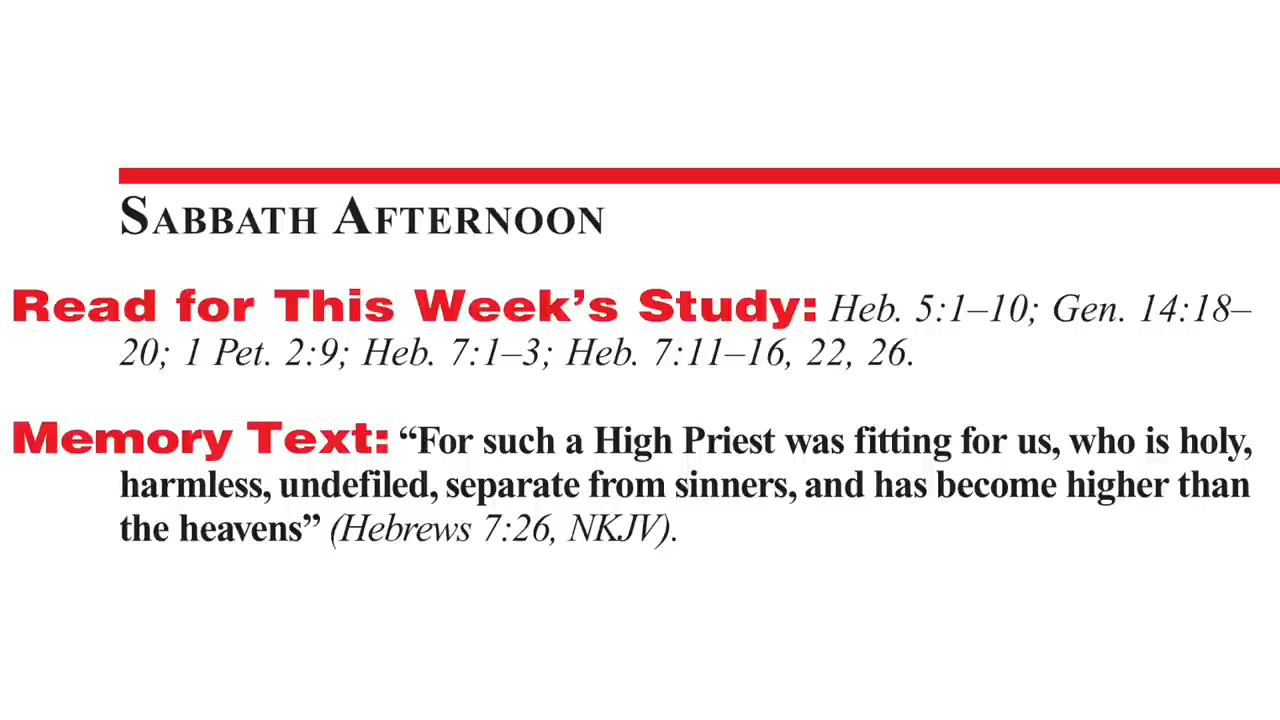 Sabbath Afternoon
Read for This Week’s Study: Heb. 5:1–10; Gen. 14:18–
20; 1 Pet. 2:9; Heb. 7:1–3; Heb. 7:11–16, 22, 26.
Memory Text: “For such a High Priest was fitting for us, who is holy,
harmless, undefiled, separate from sinners, and has become higher than
the heavens” (Hebrews 7:26, NKJV).